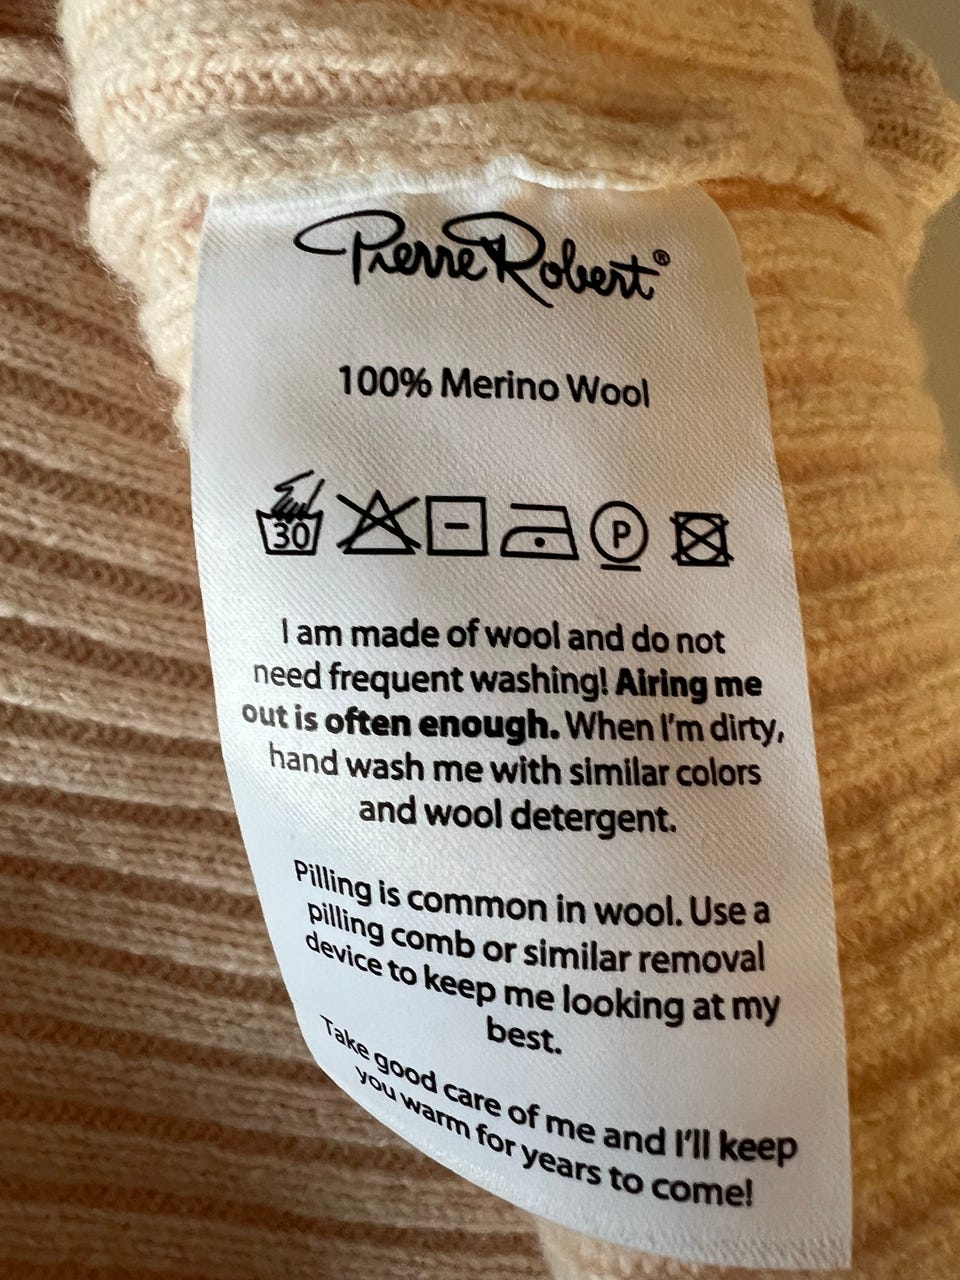 Pierre Robert®
100% Merino Wool
30 P
I am made of wool and do not
need frequent washing! Airing me
out is often enough. When I'm dirty,
hand wash me with similar colors
and wool detergent.
Pilling is common in wool. Use a
pilling comb or similar removal
device to keep me looking at my
best.
Take good care of me and I'll keep
you warm for years to come!